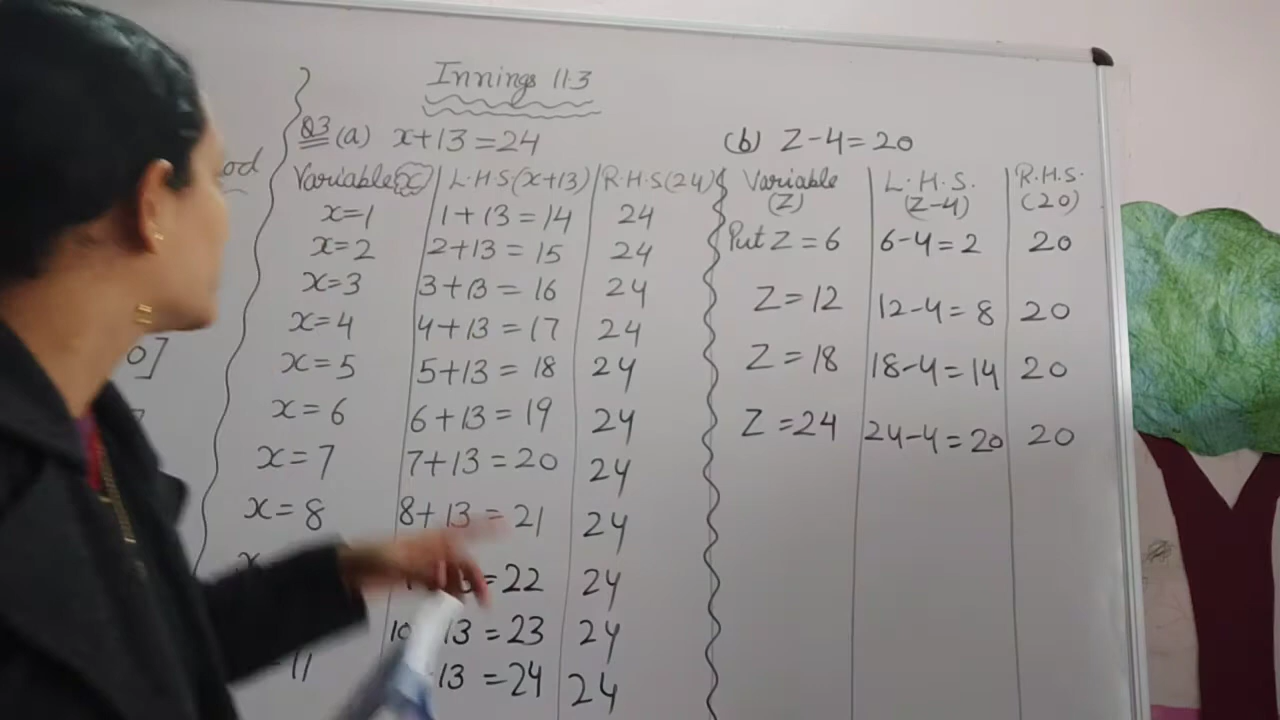 Innings 11.3
Q3 (a) x+13=24
Variable (x) L.H.S (x+13) R.H.S (24)
x=1 1+13=14 24
x=2 2+13=15 24
x=3 3+13=16 24
x=4 4+13=17 24
x=5 5+13=18 24
x=6 6+13=19 24
x=7 7+13=20 24
x=8 8+13=21 24
=22 24
10 13=23 24
11 13=24 24
(b) Z-4=20
Variable (Z) L.H.S. (Z-4) R.H.S. (20)
Put Z=6 6-4=2 20
Z=12 12-4=8 20
Z=18 18-4=14 20
Z=24 24-4=20 20
od
0]